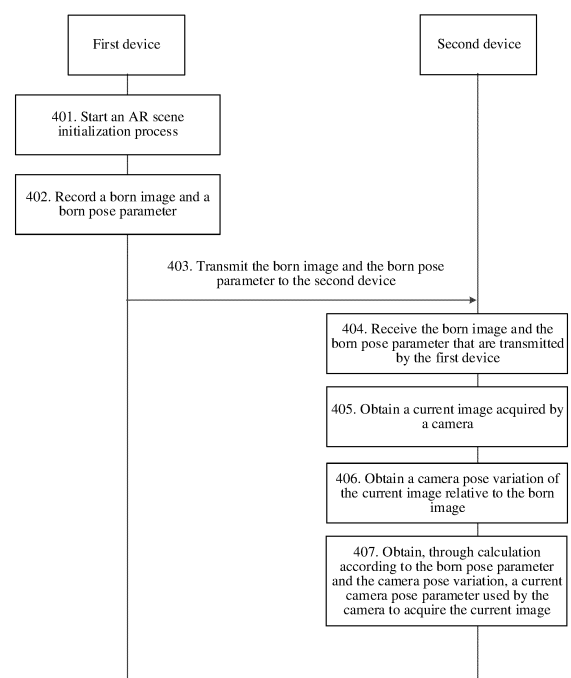 First device
Second device
401. Start an AR scene
initialization process
402. Record a born image and a
born pose parameter
403. Transmit the born image and the born pose
parameter to the second device
404. Receive the born image and the
born pose parameter that are transmitted
by the first device
405. Obtain a current image acquired by
a camera
406. Obtain a camera pose variation of
the current image relative to the born
image
407. Obtain, through calculation
according to the born pose parameter
and the camera pose variation, a current
camera pose parameter used by the
camera to acquire the current image